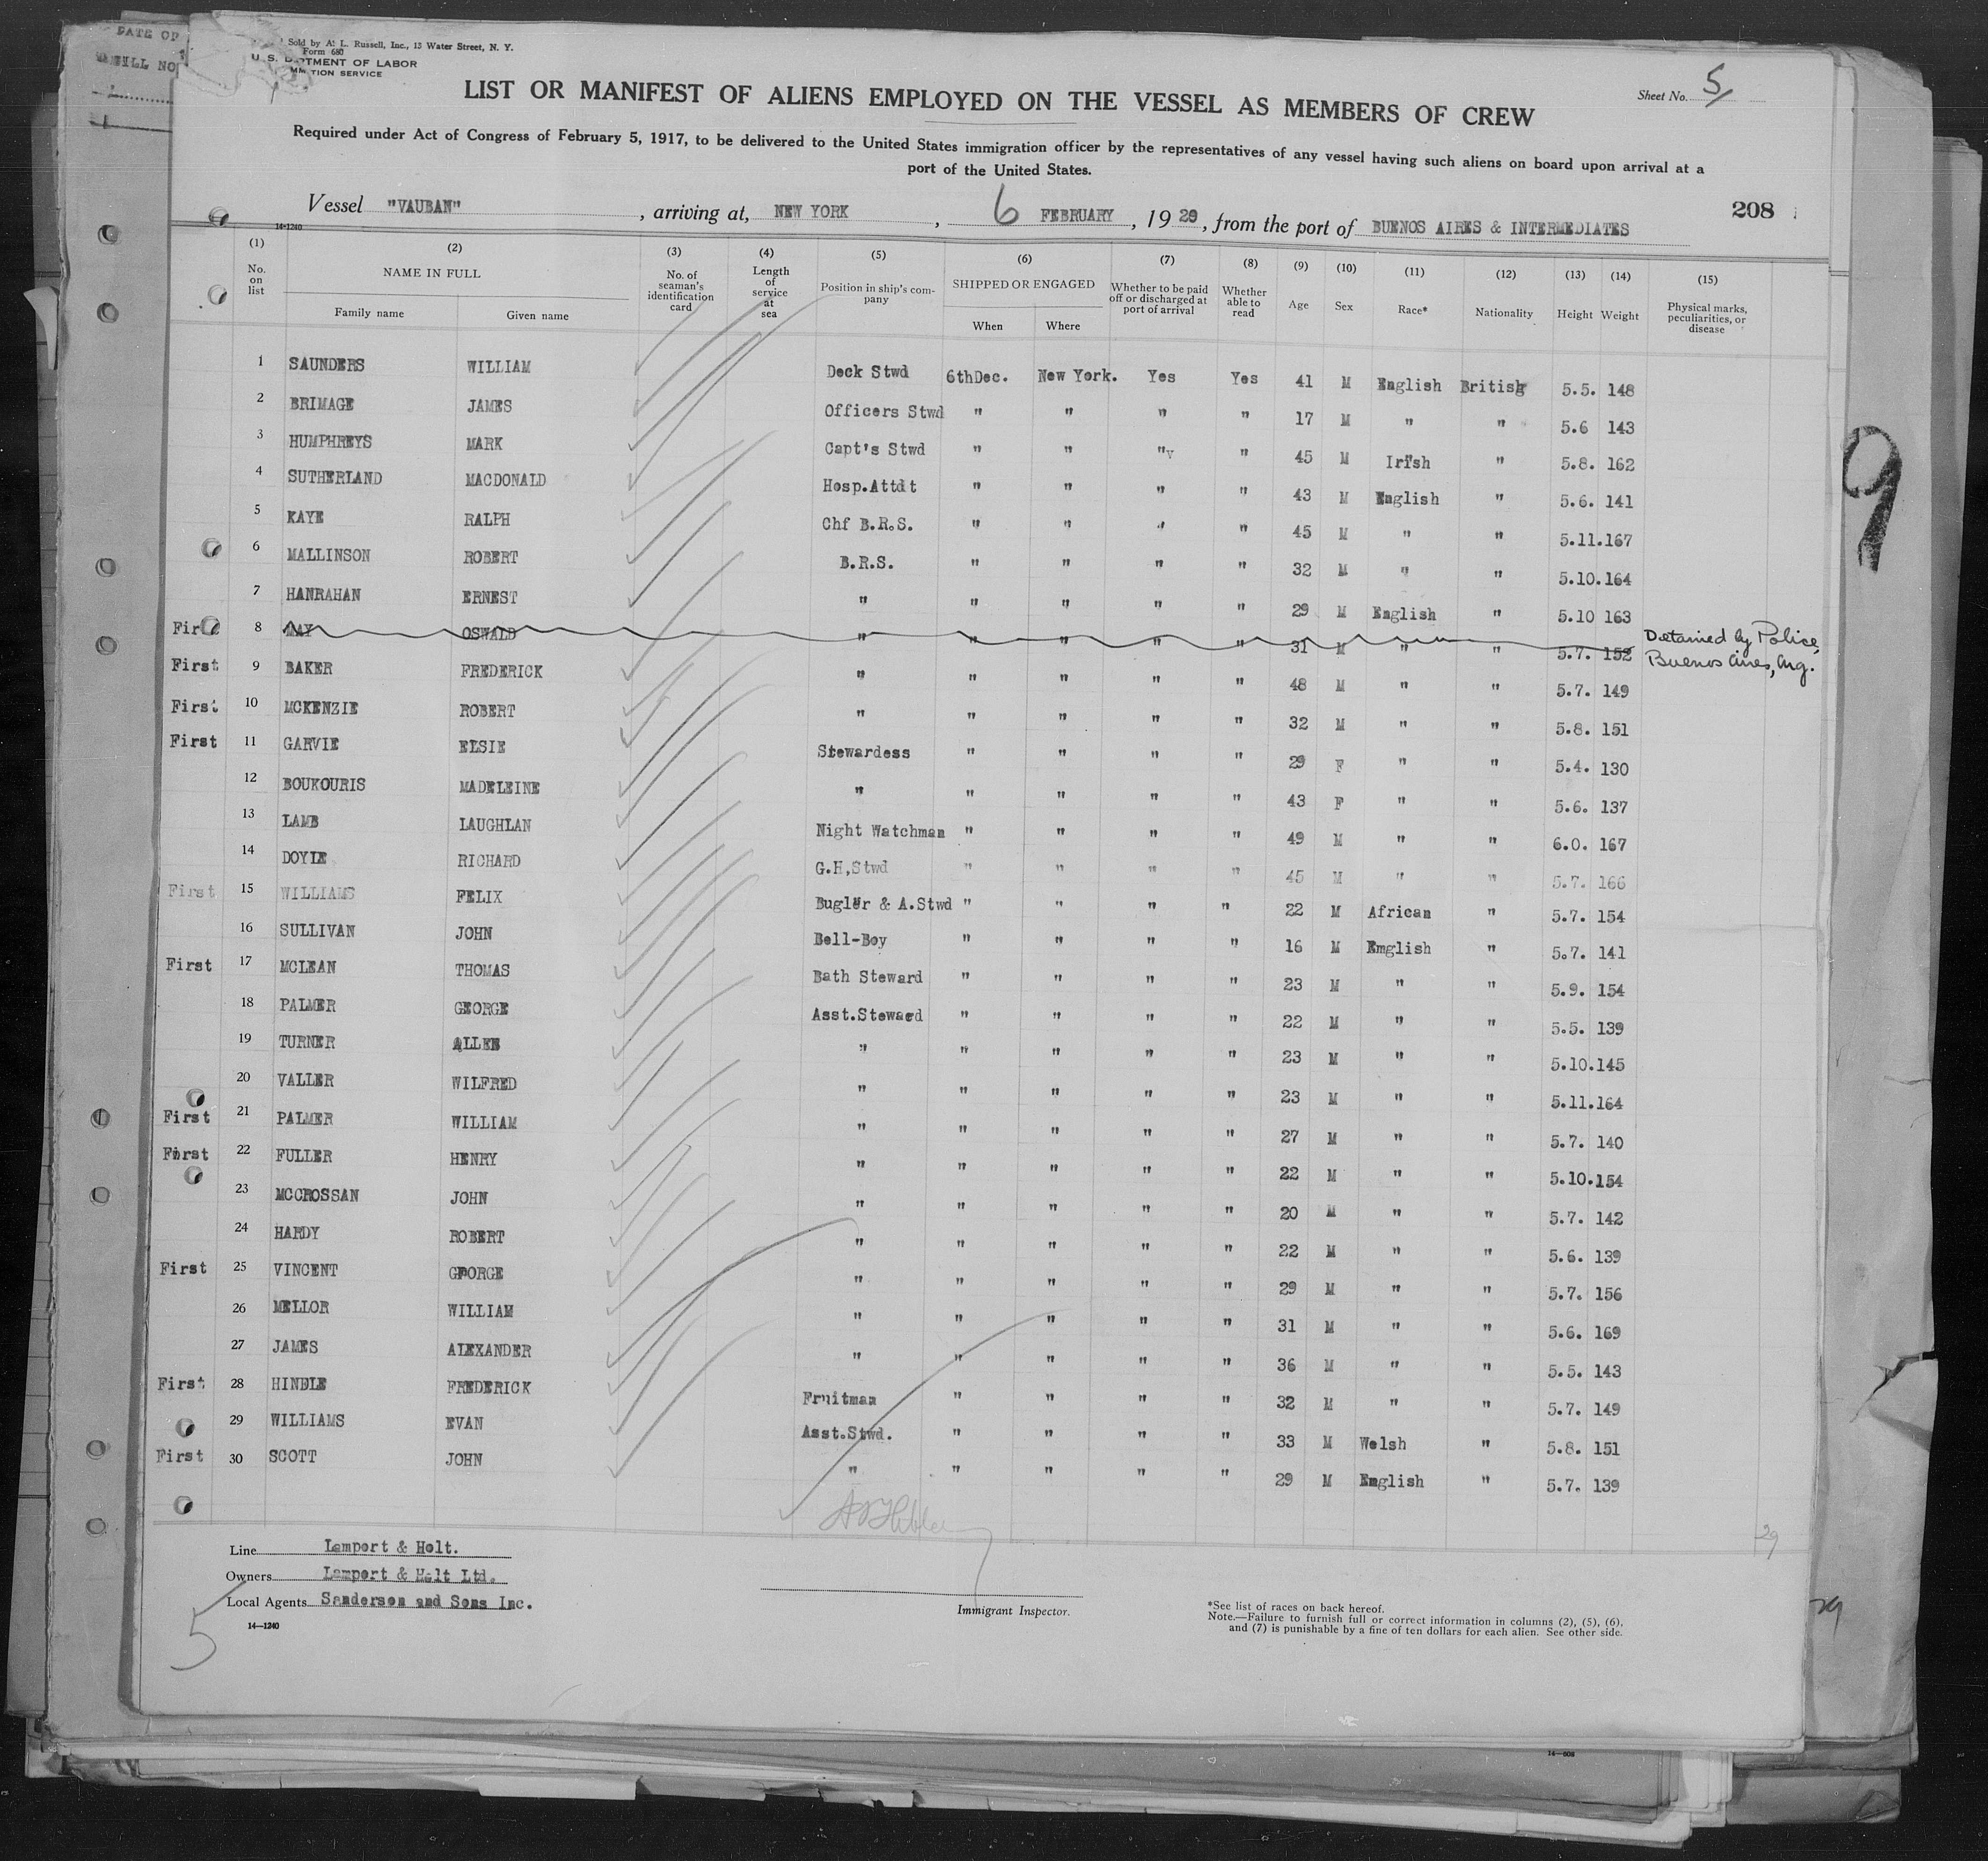 DATE OF
Sold by A. L. Russell, Inc., 13 Water Street, N. Y.
Form 680
MANILL NO
LIST OR MANIFEST OF ALIENS EMPLOYED ON THE VESSEL AS MEMBERS OF CREW
Sheet No. 5
Required under Act of Congress of February 5, 1917, to be delivered to the United States immigration officer by the representatives of any vessel having such aliens on board upon arrival at a
port of the United States.
208
Vessel "VAUBAN" , arriving at, NEW YORK , 6 FEBRUARY , 1929 , from the port of BUENOS AIRES & INTERMEDIATES
14-1240
(1) (2) (3) (4) (5) (6) (7) (8) (9) (10) (11) (12) (13) (14) (15)
No. on list NAME IN FULL Family name Given name No. of seaman's identification card Length of service at sea Position in ship's company SHIPPED OR ENGAGED When Where Whether to be paid off or discharged at port of arrival Whether able to read Age Sex Race* Nationality Height Weight Physical marks, peculiarities, or disease
1 SAUNDERS WILLIAM Deck Stwd 6thDec. New York. Yes Yes 41 M English British 5.5. 148
2 BRIMAGE JAMES Officers Stwd " " " " 17 M " " 5.6 143
3 HUMPHREYS MARK Capt's Stwd " " " " 45 M Irish " 5.8. 162
4 SUTHERLAND MACDONALD Hosp.Attdt " " " " 43 M English " 5.6. 141
5 KAYE RALPH Chf B.R.S. " " " " 45 M " " 5.11.167
6 MALLINSON ROBERT B.R.S. " " " " 32 M " " 5.10.164
7 HANRAHAN ERNEST " " " " " 29 M English " 5.10 163
First 8 MAY OSWALD " " " " " 31 M " " 5.7. 152 Detained by Police, Buenos Aires, Arg.
First 9 BAKER FREDERICK " " " " " 48 M " " 5.7. 149
First 10 MCKENZIE ROBERT " " " " " 32 M " " 5.8. 151
First 11 GARVIE ELSIE Stewardess " " " " 29 F " " 5.4. 130
12 BOUKOURIS MADELEINE " " " " " 43 F " " 5.6. 137
13 LAMB LAUGHLAN Night Watchman " " " " 49 M " " 6.0. 167
14 DOYLE RICHARD G.H,Stwd " " " " 45 M " " 5.7. 166
First 15 WILLIAMS FELIX Bugler & A.Stwd " " " " 22 M African " 5.7. 154
16 SULLIVAN JOHN Bell-Boy " " " " 16 M Emglish " 5.7. 141
First 17 MCLEAN THOMAS Bath Steward " " " " 23 M " " 5.9. 154
18 PALMER GEORGE Asst.Steward " " " " 22 M " " 5.5. 139
19 TURNER ALLEN " " " " " 23 M " " 5.10.145
20 VALLER WILFRED " " " " " 23 M " " 5.11.164
First 21 PALMER WILLIAM " " " " " 27 M " " 5.7. 140
First 22 FULLER HENRY " " " " " 22 M " " 5.10.154
23 MCCROSSAN JOHN " " " " " 20 M " " 5.7. 142
24 HARDY ROBERT " " " " " 22 M " " 5.6. 139
First 25 VINCENT GEORGE " " " " " 29 M " " 5.7. 156
26 MELLOR WILLIAM " " " " " 31 M " " 5.6. 169
27 JAMES ALEXANDER " " " " " 36 M " " 5.5. 143
First 28 HINDLE FREDERICK Fruitman " " " " 32 M " " 5.7. 149
29 WILLIAMS EVAN Asst.Stwd. " " " " 33 M Welsh " 5.8. 151
First 30 SCOTT JOHN " " " " " 29 M English " 5.7. 139
29
Line Lamport & Holt.
Owners Lamport & Holt Ltd.
Local Agents Sanderson and Sons Inc.
14-1240
5
Immigrant Inspector.
*See list of races on back hereof.
Note.—Failure to furnish full or correct information in columns (2), (5), (6),
and (7) is punishable by a fine of ten dollars for each alien. See other side.
29
9